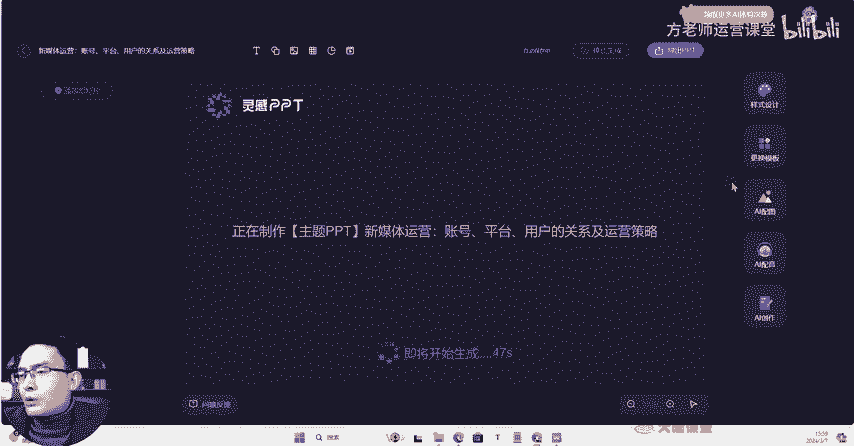 方老师运营课堂 bilibili
新媒体运营：账号、平台、用户的关系及运营策略
灵感PPT
样式设计
更换模板
正在制作【主题PPT】新媒体运营：账号、平台、用户的关系及运营策略
AI配图
AI配音
AI创作
即将开始生成....47s
问题反馈
搜索